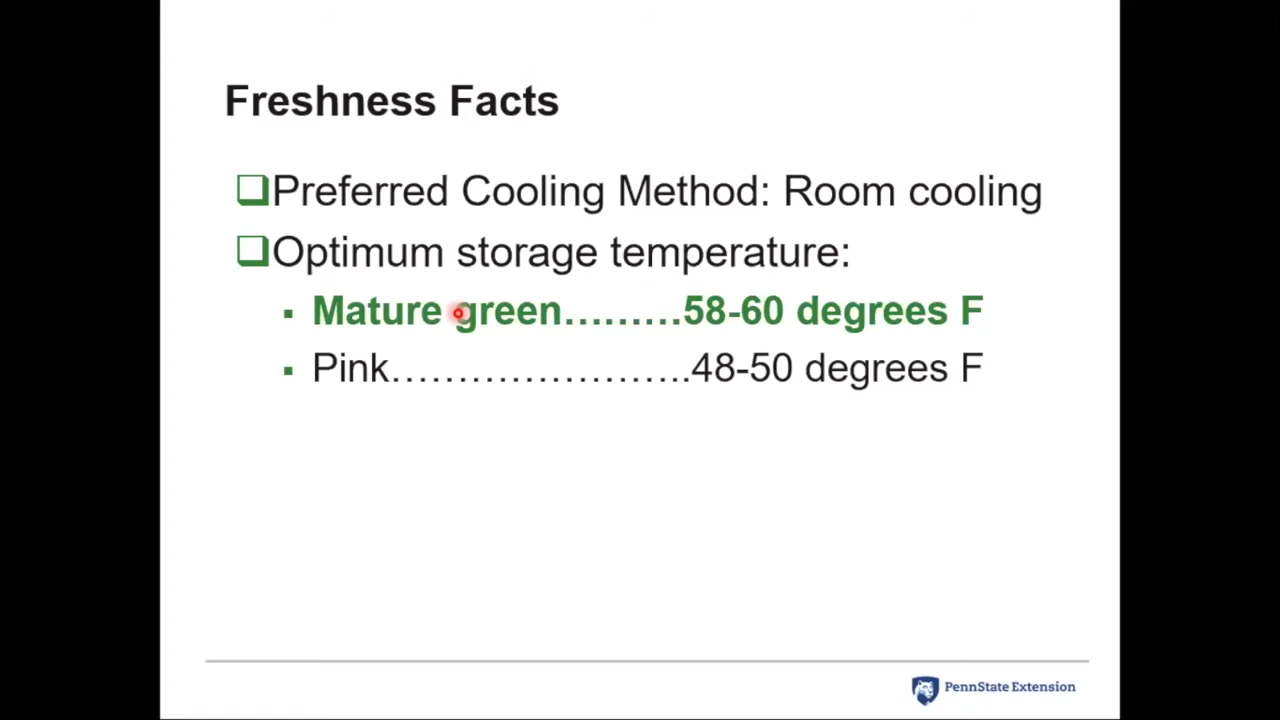 Freshness Facts
Preferred Cooling Method: Room cooling
Optimum storage temperature:
Mature green………58-60 degrees F
Pink…………………..48-50 degrees F
PennState Extension